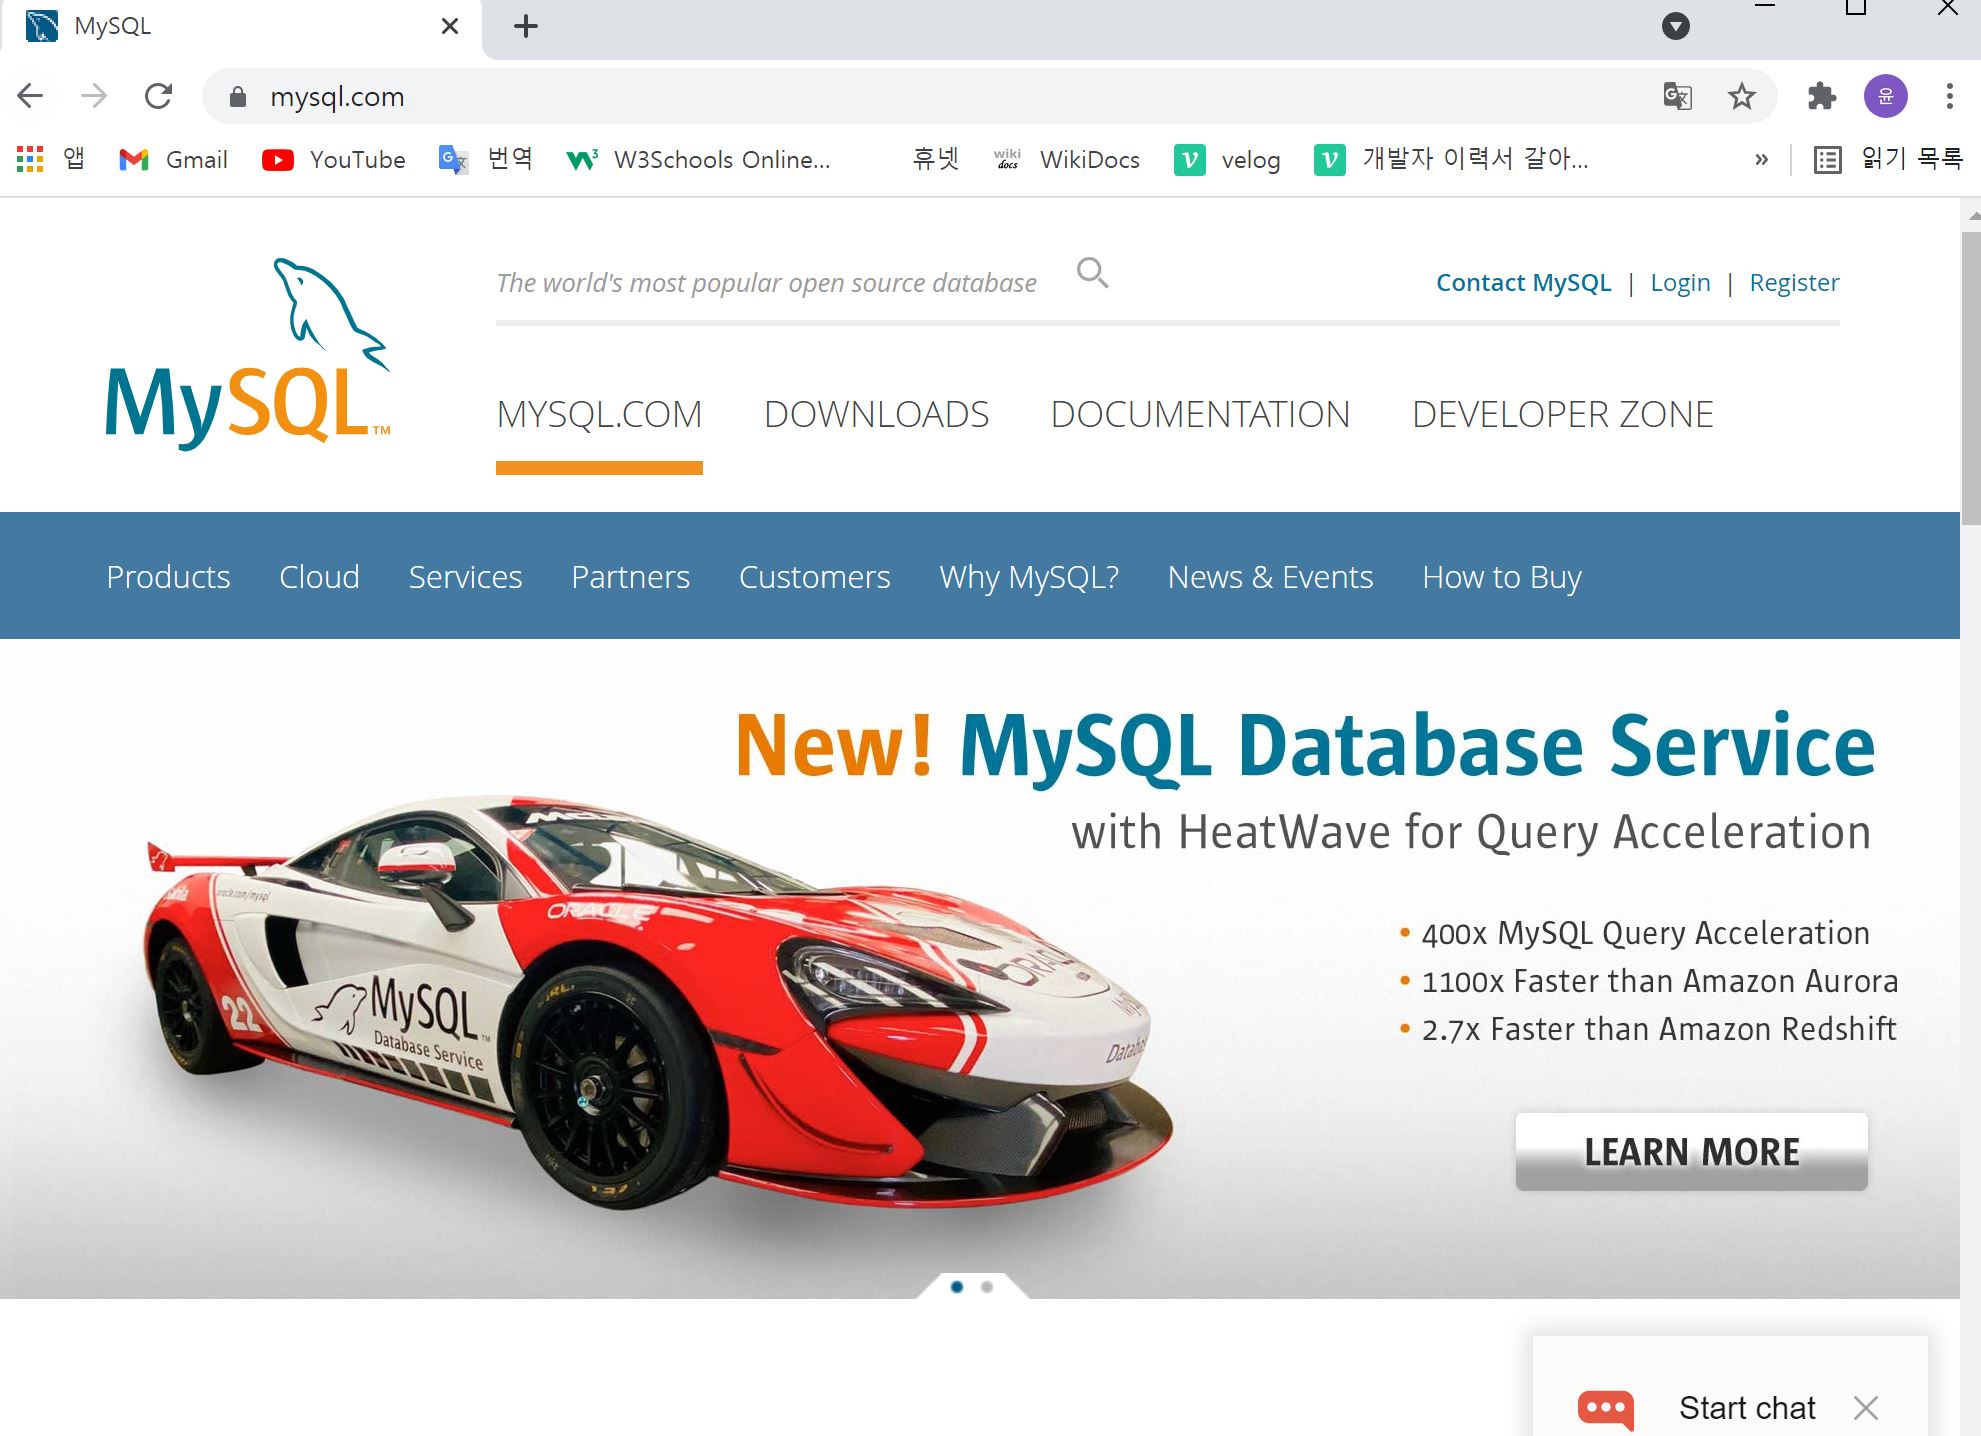 MySQL
mysql.com
윤
앱 Gmail YouTube 번역 W3Schools Online... 휴넷 WikiDocs velog 개발자 이력서 갈아... » 읽기 목록
The world's most popular open source database
Contact MySQL | Login | Register
MySQL™
MYSQL.COM DOWNLOADS DOCUMENTATION DEVELOPER ZONE
Products Cloud Services Partners Customers Why MySQL? News & Events How to Buy
New! MySQL Database Service
with HeatWave for Query Acceleration
• 400x MySQL Query Acceleration
• 1100x Faster than Amazon Aurora
• 2.7x Faster than Amazon Redshift
LEARN MORE
oracle.com/mysql
ORACLE
22
MySQL™
Database Service
Start chat